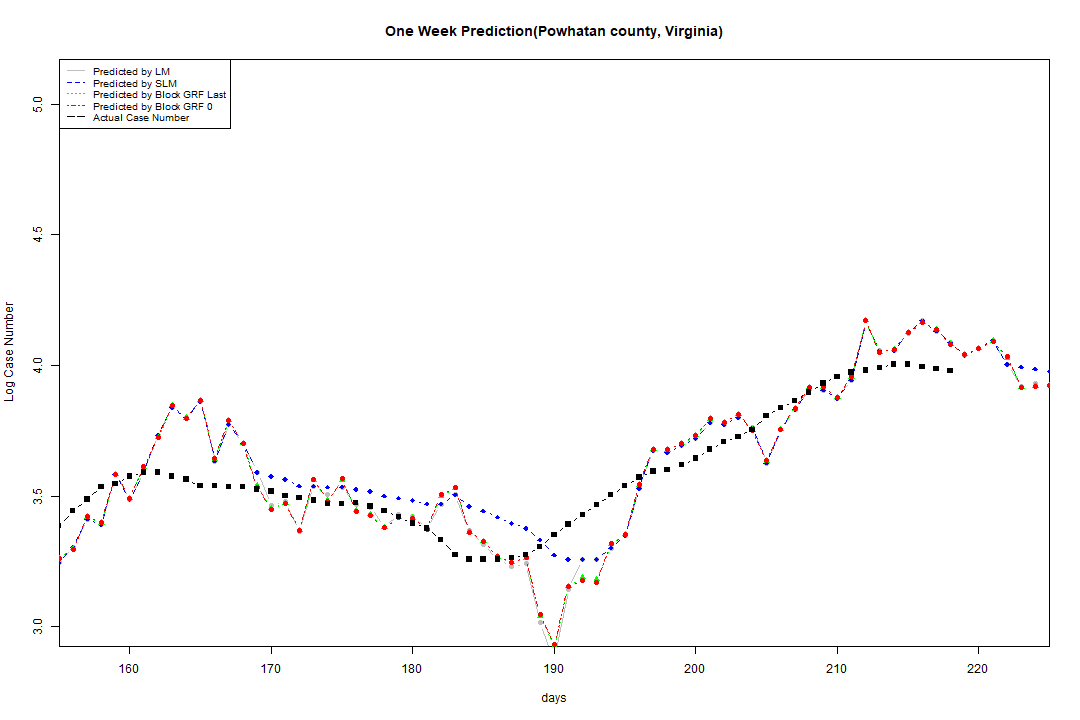 One Week Prediction(Powhatan county, Virginia)
Predicted by LM
Predicted by SLM
Predicted by Block GRF Last
Predicted by Block GRF 0
Actual Case Number
5.0
4.5
4.0
3.5
3.0
Log Case Number
160 170 180 190 200 210 220
days